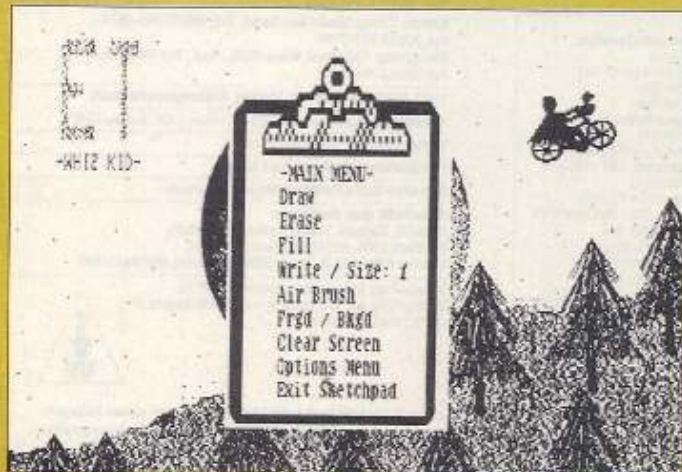 -MAIN MENU-
Draw
Erase
Fill
Write / Size: 1
Air Brush
Frgd / Bkgd
Clear Screen
Options Menu
Exit Sketchpad